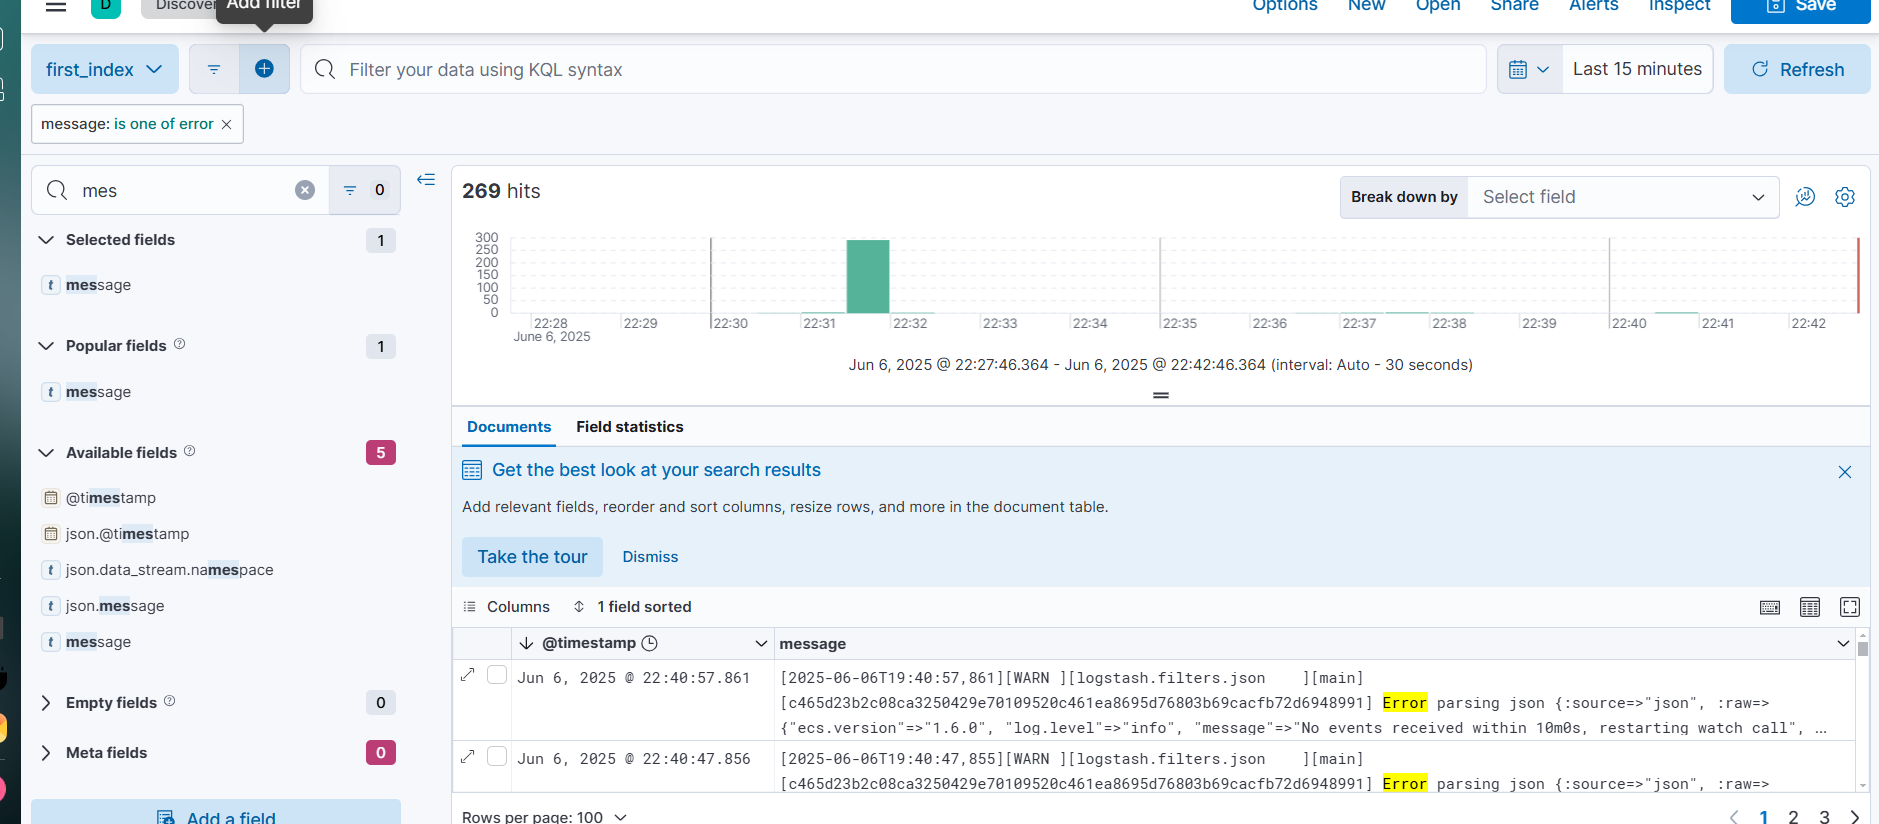 Add filter
D
Discover
Options New Open Share Alerts Inspect Save
first_index
Filter your data using KQL syntax
Last 15 minutes
Refresh
message: is one of error
mes
0
Selected fields 1
t message
Popular fields 1
t message
Available fields 5
@timestamp
json.@timestamp
t json.data_stream.namespace
t json.message
t message
Empty fields 0
Meta fields 0
Add a field
269 hits
Break down by Select field
300
250
200
150
100
50
0
22:28 22:29 22:30 22:31 22:32 22:33 22:34 22:35 22:36 22:37 22:38 22:39 22:40 22:41 22:42
June 6, 2025
Jun 6, 2025 @ 22:27:46.364 - Jun 6, 2025 @ 22:42:46.364 (interval: Auto - 30 seconds)
Documents Field statistics
Get the best look at your search results
Add relevant fields, reorder and sort columns, resize rows, and more in the document table.
Take the tour Dismiss
Columns 1 field sorted
@timestamp message
Jun 6, 2025 @ 22:40:57.861 [2025-06-06T19:40:57,861][WARN ][logstash.filters.json    ][main]
[c465d23b2c08ca3250429e70109520c461ea8695d76803b69cacfb72d6948991] Error parsing json {:source=>"json", :raw=>
{"ecs.version"=>"1.6.0", "log.level"=>"info", "message"=>"No events received within 10m0s, restarting watch call", ...
Jun 6, 2025 @ 22:40:47.856 [2025-06-06T19:40:47,855][WARN ][logstash.filters.json    ][main]
[c465d23b2c08ca3250429e70109520c461ea8695d76803b69cacfb72d6948991] Error parsing json {:source=>"json", :raw=>
Rows per page: 100
1 2 3